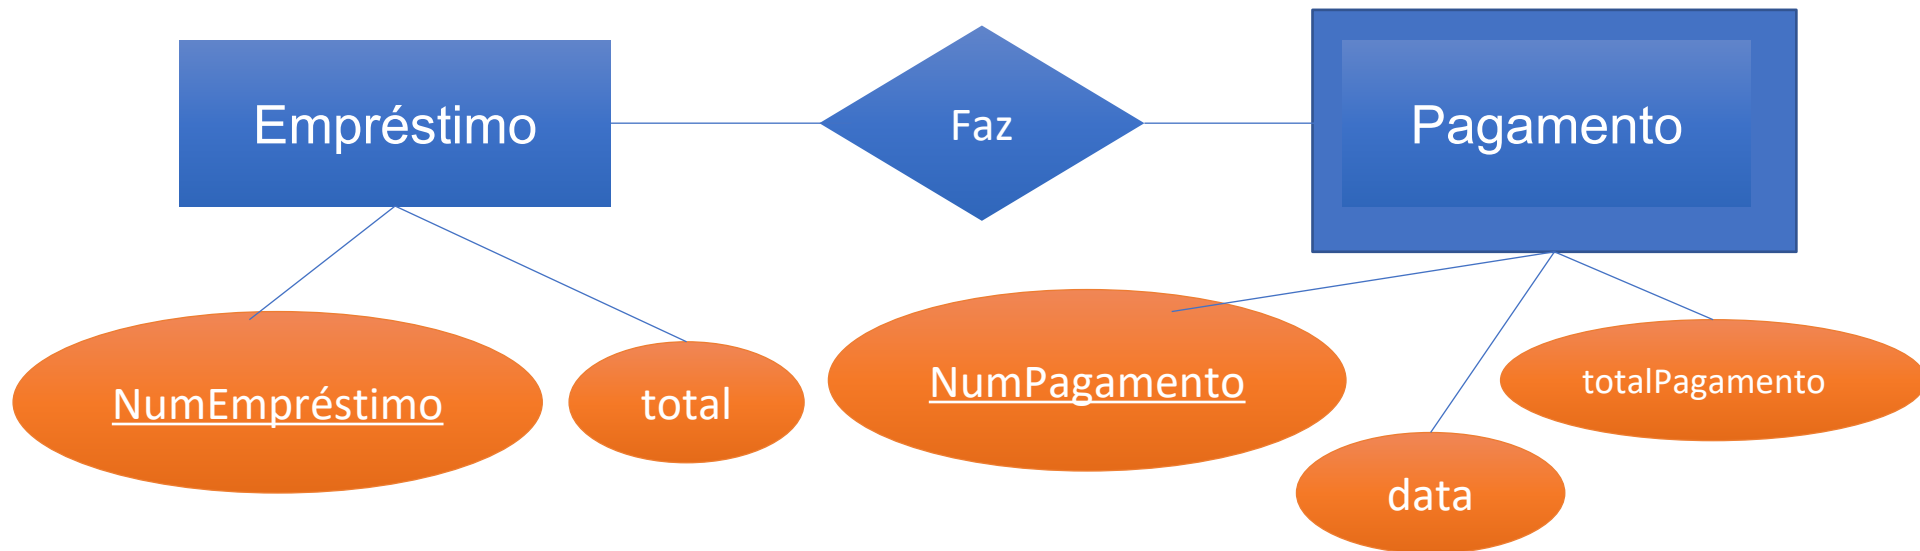 Empréstimo
Faz
Pagamento
NumEmpréstimo
total
NumPagamento
totalPagamento
data